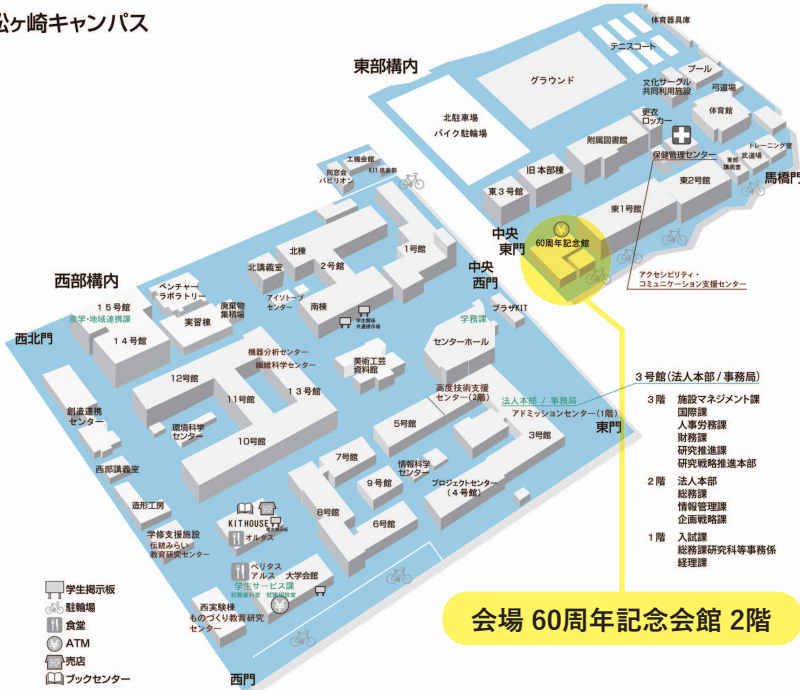 松ヶ崎キャンパス
東部構内
体育器具庫
テニスコート
グラウンド
プール
文化サークル
共同利用施設
弓道場
北駐車場
バイク駐輪場
更衣
ロッカー
体育館
附属図書館
保健管理センター
トレーニング室
武道場
東部
講義室
馬橋門
旧本部棟
東3号館
東2号館
東1号館
中央
東門
60周年記念館
アクセシビリティ・
コミュニケーション支援センター
工繊会館
KIT倶楽部
同窓会
パビリオン
1号館
北棟
2号館
北講義室
南棟
アイソトープ
センター
中央
西門
プラザKIT
学生関係
共通掲示板
西部構内
ベンチャー
ラボラトリー
廃棄物
集積場
実習棟
15号館
産学・地域連携課
14号館
西北門
学務課
センターホール
美術工芸
資料館
機器分析センター
繊維科学センター
12号館
11号館
13号館
10号館
高度技術支援
センター(2階)
法人本部 / 事務局
アドミッションセンター(1階)
東門
3号館
5号館
創造連携
センター
環境科学
センター
西部講義室
7号館
情報科学
センター
9号館
プロジェクトセンター
(4号館)
8号館
6号館
造形工房
学修支援施設
伝統みらい
教育研究センター
KIT HOUSE
オルタス
ベリタス
アルス
大学会館
学生サービス課
西実験棟
ものづくり教育研究
センター
西門
3号館(法人本部/事務局)
3階 施設マネジメント課
国際課
人事労務課
財務課
研究推進課
研究戦略推進本部
2階 法人本部
総務課
情報管理課
企画戦略課
1階 入試課
総務課研究科等事務係
経理課
学生掲示板
駐輪場
食堂
ATM
売店
ブックセンター
会場 60周年記念会館 2階